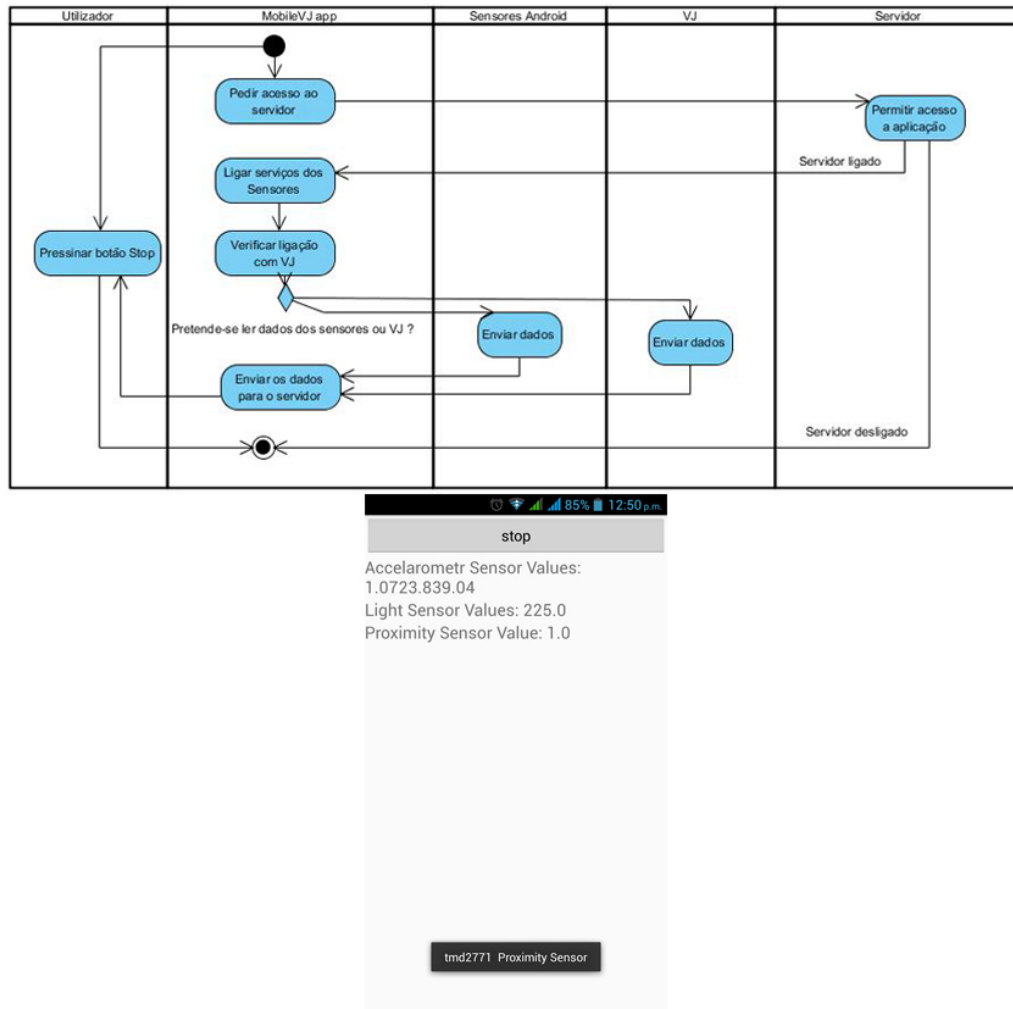 Utilizador
MobileVJ app
Sensores Android
VJ
Servidor
Pedir acesso ao
servidor
Permitir acesso
a aplicação
Servidor ligado
Ligar serviços dos
Sensores
Pressinar botão Stop
Verificar ligação
com VJ
Pretende-se ler dados dos sensores ou VJ ?
Enviar dados
Enviar dados
Enviar os dados
para o servidor
Servidor desligado
85% 12:50 p.m.
stop
Accelarometr Sensor Values:
1.0723.839.04
Light Sensor Values: 225.0
Proximity Sensor Value: 1.0
tmd2771 Proximity Sensor